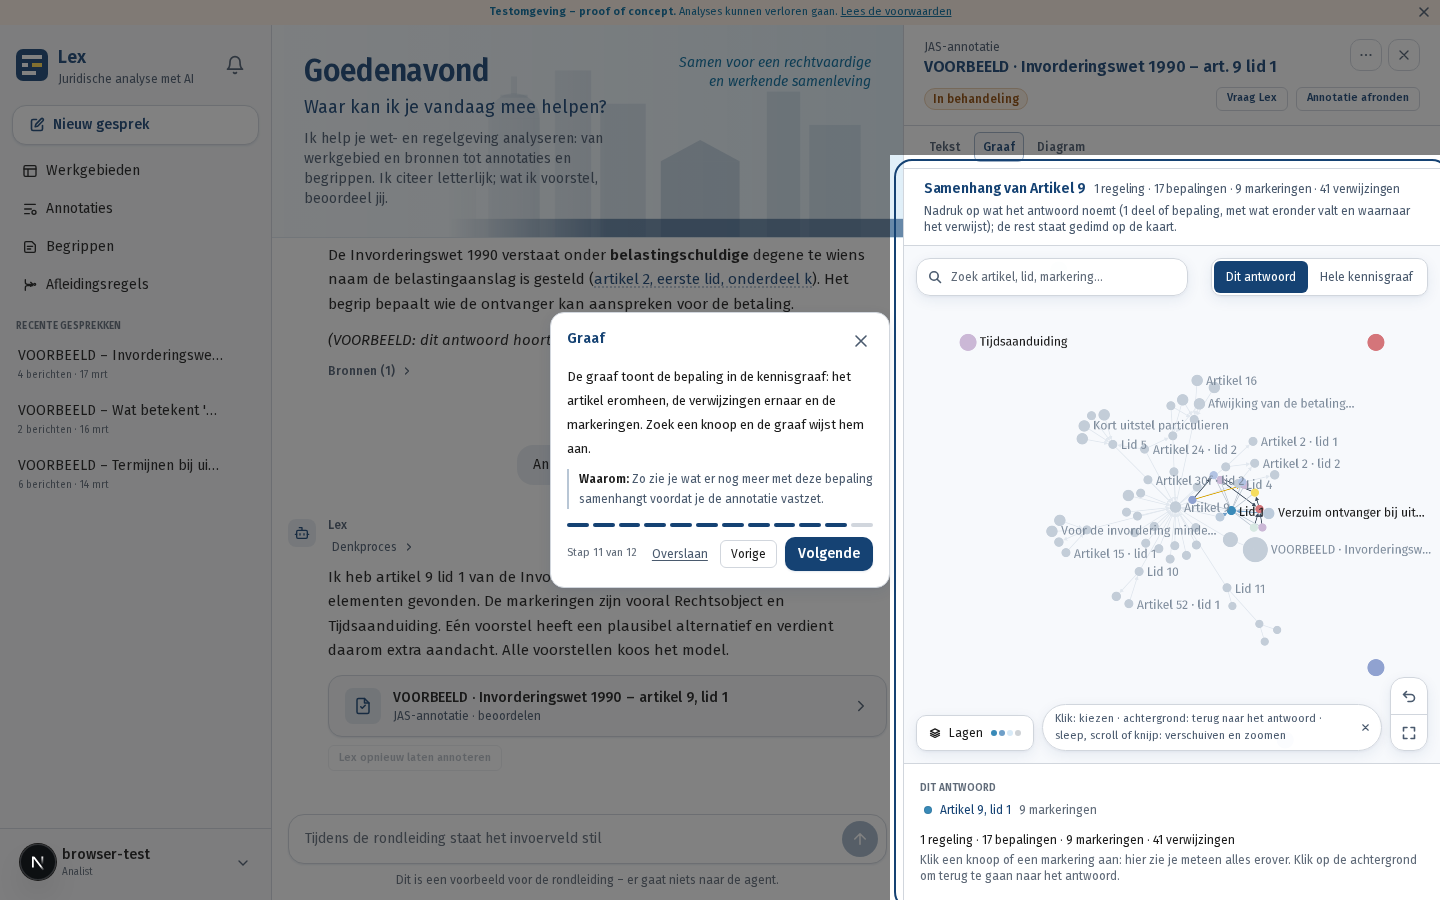 Testomgeving – proof of concept. Analyses kunnen verloren gaan. Lees de voorwaarden
Lex
Juridische analyse met AI
Nieuw gesprek
Werkgebieden
Annotaties
Begrippen
Afleidingsregels
RECENTE GESPREKKEN
VOORBEELD – Invorderingswe...
4 berichten · 17 mrt
VOORBEELD – Wat betekent '...
2 berichten · 16 mrt
VOORBEELD – Termijnen bij ui...
6 berichten · 14 mrt
browser-test
Analist
Goedenavond
Waar kan ik je vandaag mee helpen?
Ik help je wet- en regelgeving analyseren: van
werkgebied en bronnen tot annotaties en
begrippen. Ik citeer letterlijk; wat ik voorstel,
beoordeel jij.
Samen voor een rechtvaardige
en werkende samenleving
De Invorderingswet 1990 verstaat onder belastingschuldige degene te wiens
naam de belastingaanslag is gesteld (artikel 2, eerste lid, onderdeel k). Het
begrip bepaalt wie de ontvanger kan aanspreken voor de betaling.
(VOORBEELD: dit antwoord hoort
Bronnen (1)
An
Lex
Denkproces
Ik heb artikel 9 lid 1 van de Invo
elementen gevonden. De markeringen zijn vooral Rechtsobject en
Tijdsaanduiding. Eén voorstel heeft een plausibel alternatief en verdient
daarom extra aandacht. Alle voorstellen koos het model.
VOORBEELD · Invorderingswet 1990 – artikel 9, lid 1
JAS-annotatie · beoordelen
Lex opnieuw laten annoteren
Tijdens de rondleiding staat het invoerveld stil
Dit is een voorbeeld voor de rondleiding – er gaat niets naar de agent.
Graaf
De graaf toont de bepaling in de kennisgraaf: het
artikel eromheen, de verwijzingen ernaar en de
markeringen. Zoek een knoop en de graaf wijst hem
aan.
Waarom: Zo zie je wat er nog meer met deze bepaling
samenhangt voordat je de annotatie vastzet.
Stap 11 van 12
Overslaan
Vorige
Volgende
JAS-annotatie
VOORBEELD · Invorderingswet 1990 – art. 9 lid 1
In behandeling
Vraag Lex
Annotatie afronden
Tekst
Graaf
Diagram
Samenhang van Artikel 9 1 regeling · 17 bepalingen · 9 markeringen · 41 verwijzingen
Nadruk op wat het antwoord noemt (1 deel of bepaling, met wat eronder valt en waarnaar
het verwijst); de rest staat gedimd op de kaart.
Zoek artikel, lid, markering...
Dit antwoord
Hele kennisgraaf
Tijdsaanduiding
Artikel 16
Afwijking van de betaling...
Kort uitstel particulieren
Lid 5
Artikel 24 · lid 2
Artikel 2 · lid 1
Artikel 2 · lid 2
Lid 4
Artikel 9
Lid 1
Verzuim ontvanger bij uit...
Voor de invordering minde...
Artikel 15 · lid 1
VOORBEELD · Invorderingsw...
Lid 10
Lid 11
Artikel 52 · lid 1
Lagen
Klik: kiezen · achtergrond: terug naar het antwoord ·
sleep, scroll of knijp: verschuiven en zoomen
DIT ANTWOORD
Artikel 9, lid 1 9 markeringen
1 regeling · 17 bepalingen · 9 markeringen · 41 verwijzingen
Klik een knoop of een markering aan: hier zie je meteen alles erover. Klik op de achtergrond
om terug te gaan naar het antwoord.